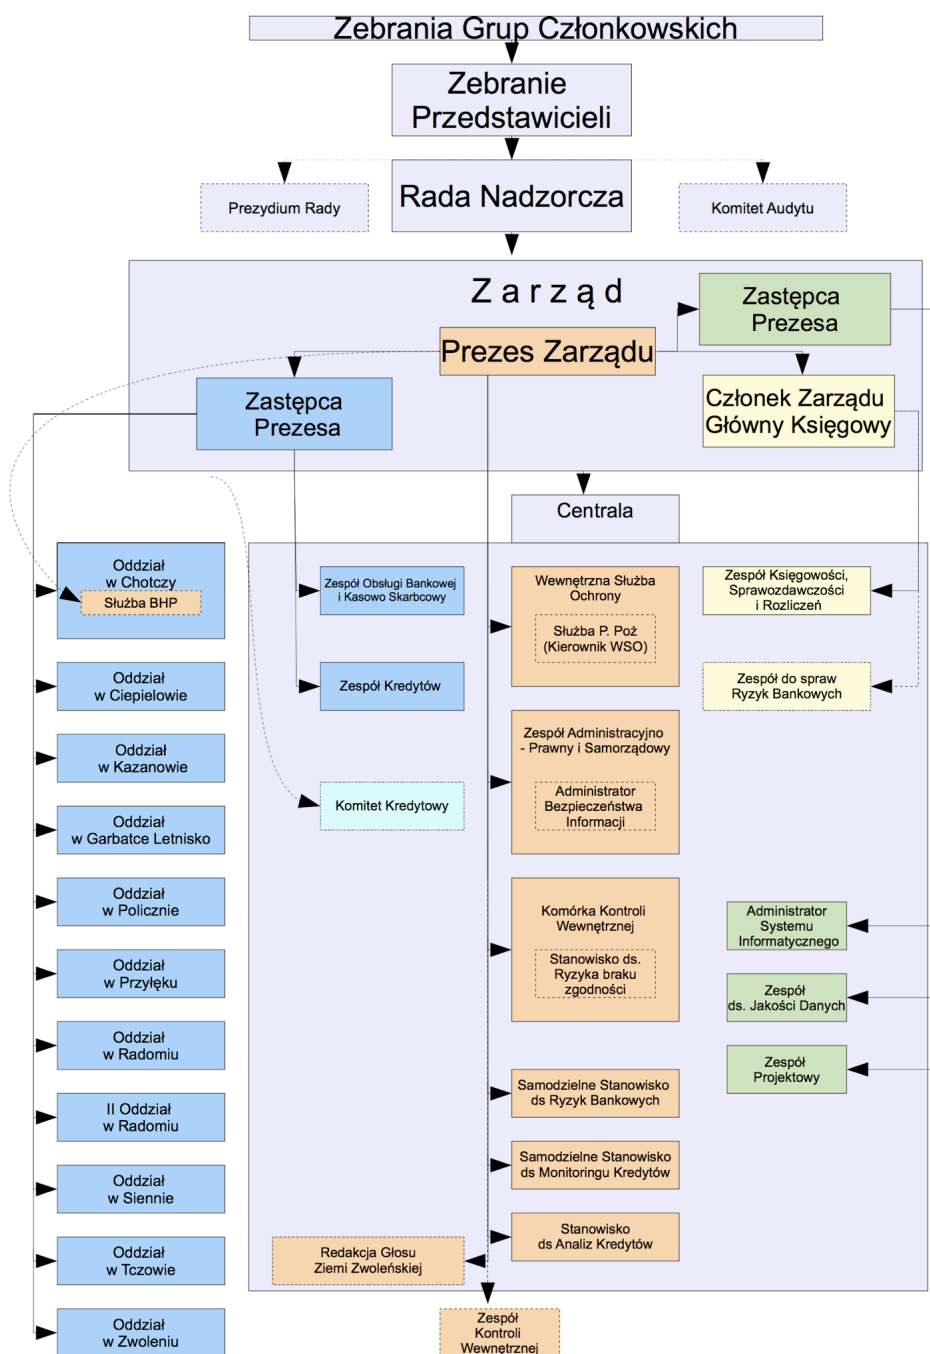 Zebrania Grup Członkowskich
Zebranie
Przedstawicieli
Prezydium Rady
Rada Nadzorcza
Komitet Audytu
Zarząd
Zastępca
Prezesa
Prezes Zarządu
Zastępca
Prezesa
Członek Zarządu
Główny Księgowy
Centrala
Oddział
w Chotczy
Służba BHP
Oddział
w Ciepielowie
Oddział
w Kazanowie
Oddział
w Garbatce Letnisko
Oddział
w Policznie
Oddział
w Przyłęku
Oddział
w Radomiu
II Oddział
w Radomiu
Oddział
w Siennie
Oddział
w Tczowie
Oddział
w Zwoleniu
Zespół Obsługi Bankowej
i Kasowo Skarbcowy
Zespół Kredytów
Komitet Kredytowy
Redakcja Głosu
Ziemi Zwoleńskiej
Wewnętrzna Służba
Ochrony
Służba P. Poż
(Kierownik WSO)
Zespół Administracyjno
- Prawny i Samorządowy
Administrator
Bezpieczeństwa
Informacji
Komórka Kontroli
Wewnętrznej
Stanowisko ds.
Ryzyka braku
zgodności
Samodzielne Stanowisko
ds Ryzyk Bankowych
Samodzielne Stanowisko
ds Monitoringu Kredytów
Stanowisko
ds Analiz Kredytów
Zespół
Kontroli
Wewnętrznej
Zespół Księgowości,
Sprawozdawczości
i Rozliczeń
Zespół do spraw
Ryzyk Bankowych
Administrator
Systemu
Informatycznego
Zespół
ds. Jakości Danych
Zespół
Projektowy